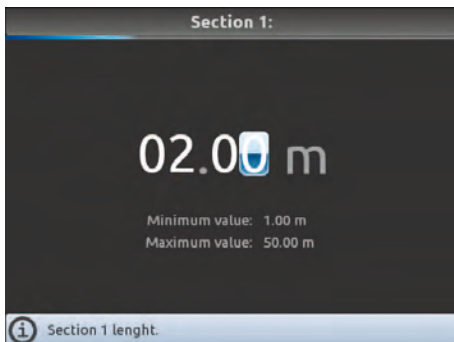 Section 1:
02.00 m
Minimum value: 1.00 m
Maximum value: 50.00 m
Section 1 lenght.